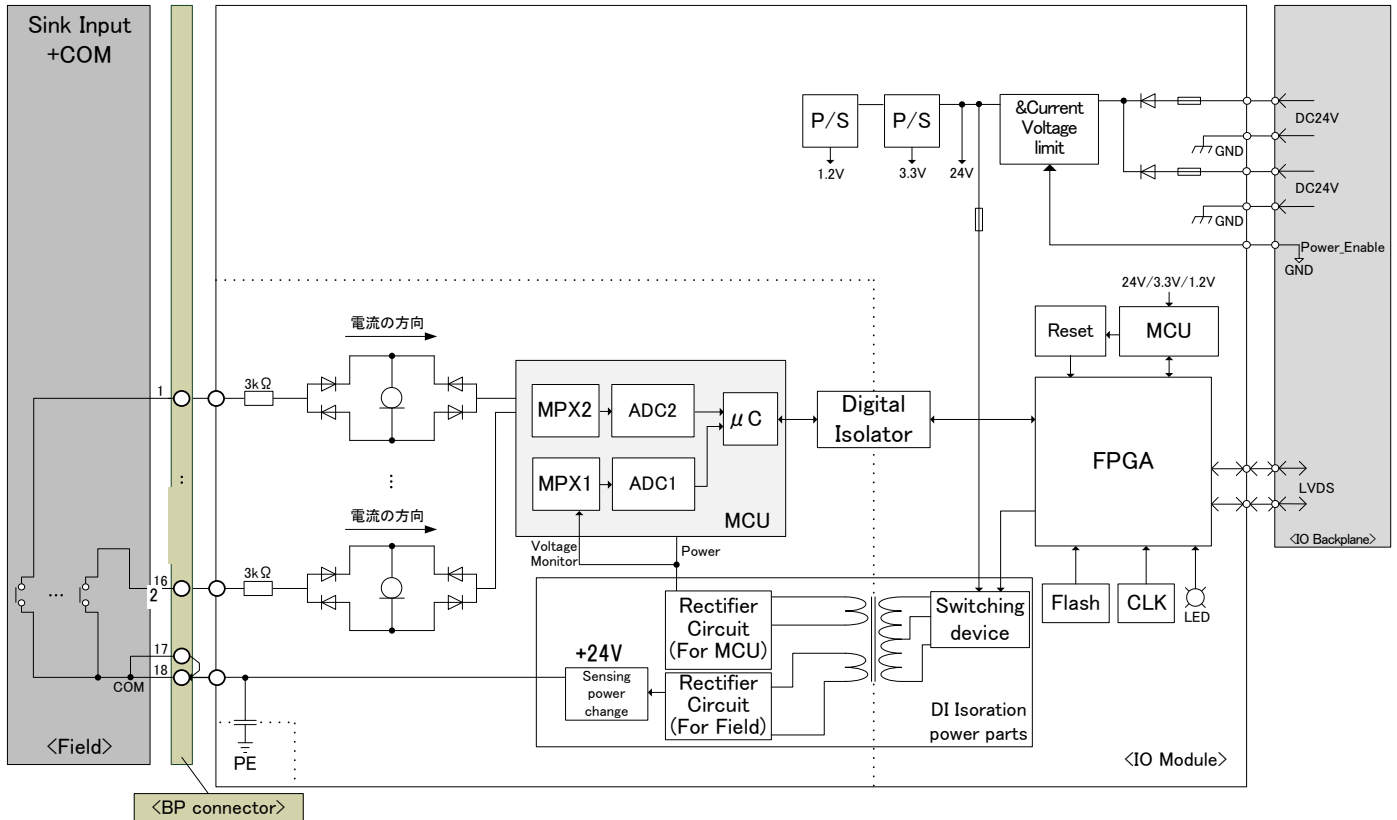 Sink Input
+COM
P/S
P/S
&Current
Voltage
limit
1.2V
3.3V
24V
DC24V
GND
DC24V
GND
Power_Enable
GND
24V/3.3V/1.2V
Reset
MCU
電流の方向
1
3kΩ
MPX2
ADC2
μC
Digital
Isolator
FPGA
:
⋮
MPX1
ADC1
MCU
LVDS
<IO Backplane>
電流の方向
Voltage
Monitor
Power
...
16
2
3kΩ
Flash
CLK
LED
Rectifier
Circuit
(For MCU)
Switching
device
17
18
COM
+24V
Sensing
power
change
Rectifier
Circuit
(For Field)
DI Isoration
power parts
<Field>
PE
<IO Module>
<BP connector>